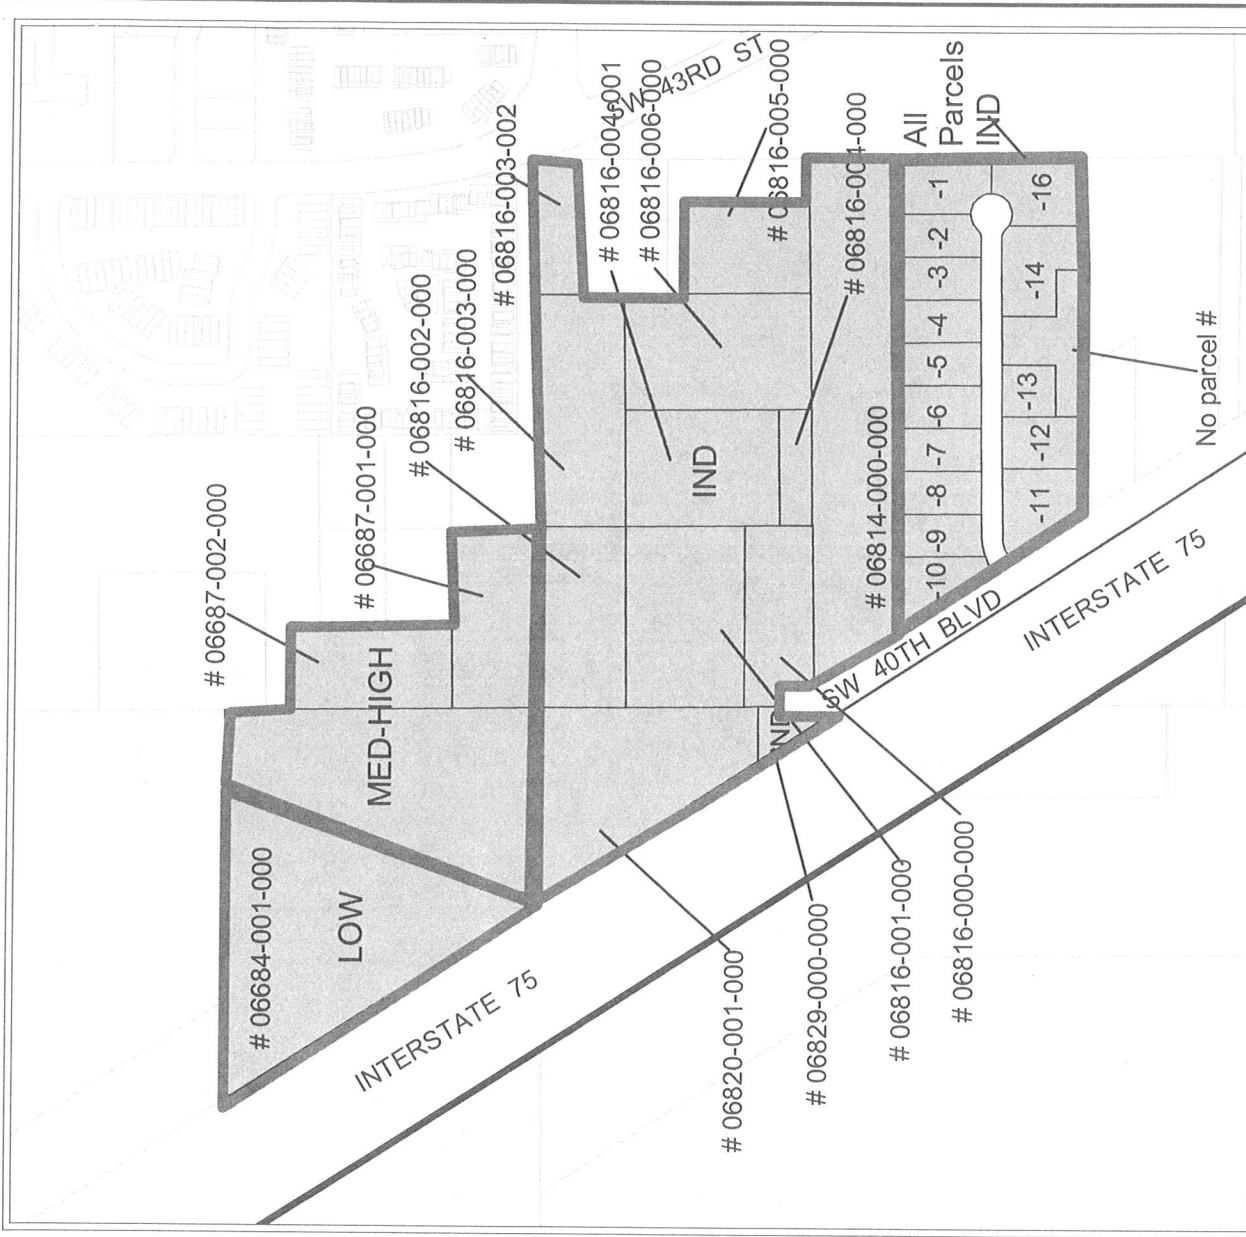 # 06684-001-000
LOW
INTERSTATE 75
# 06687-002-000
MED-HIGH
# 06687-001-000
# 06816-002-000
# 06816-003-000
# 06816-003-002
# 06816-004-001
# 06816-006-000
SW 43RD ST
# 06816-005-000
# 06816-004-000
IND
# 06814-000-000
All
Parcels
IND
-1
-2
-3
-4
-5
-6
-7
-8
-9
-10
-16
-14
-13
-12
-11
No parcel #
SW 40TH BLVD
INTERSTATE 75
IND
# 06820-001-000
# 06829-000-000
# 06816-001-000
# 06816-000-000